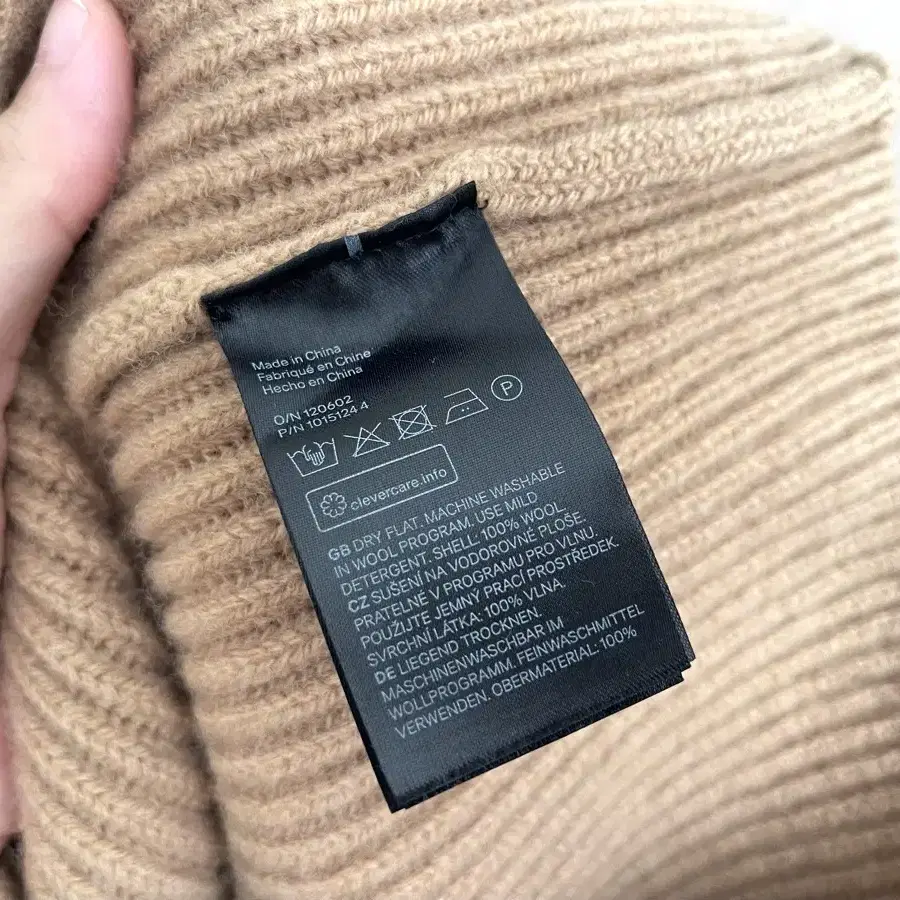 Made in China
Fabriqué en Chine
Hecho en China
O/N 120602
P/N 1015124 4
P
clevercare.info
GB DRY FLAT. MACHINE WASHABLE
IN WOOL PROGRAM. USE MILD
DETERGENT. SHELL: 100% WOOL.
CZ SUŠENÍ NA VODOROVNÉ PLOŠE.
PRATELNÉ V PROGRAMU PRO VLNU.
POUŽIJTE JEMNÝ PRACÍ PROSTŘEDEK.
SVRCHNÍ LÁTKA: 100% VLNA.
DE LIEGEND TROCKNEN.
MASCHINENWASCHBAR IM
WOLLPROGRAMM. FEINWASCHMITTEL
VERWENDEN. OBERMATERIAL: 100%